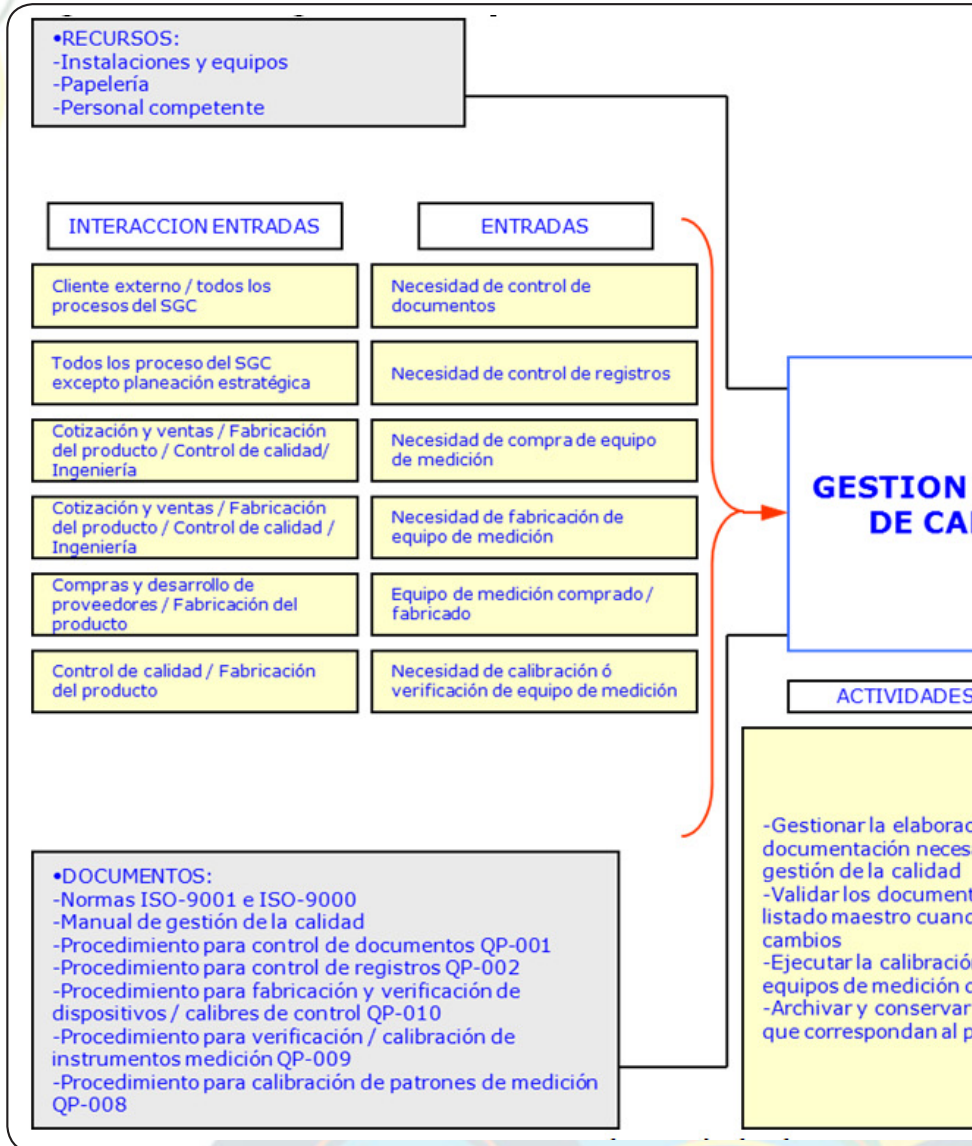 •RECURSOS:
-Instalaciones y equipos
-Papelería
-Personal competente
INTERACCION ENTRADAS
ENTRADAS
Cliente externo / todos los
procesos del SGC
Necesidad de control de
documentos
Todos los proceso del SGC
excepto planeación estratégica
Necesidad de control de registros
Cotización y ventas / Fabricación
del producto / Control de calidad/
Ingeniería
Necesidad de compra de equipo
de medición
Cotización y ventas / Fabricación
del producto / Control de calidad /
Ingeniería
Necesidad de fabricación de
equipo de medición
Compras y desarrollo de
proveedores / Fabricación del
producto
Equipo de medición comprado /
fabricado
Control de calidad / Fabricación
del producto
Necesidad de calibración ó
verificación de equipo de medición
GESTION
DE
ACTIVIDADES
-Gestionar la
documentación
gestión de la calidad
-Validar los
listado maestro
cambios
-Ejecutar la
equipos de medición
-Archivar y conservar
que correspondan al
•DOCUMENTOS:
-Normas ISO-9001 e ISO-9000
-Manual de gestión de la calidad
-Procedimiento para control de documentos QP-001
-Procedimiento para control de registros QP-002
-Procedimiento para fabricación y verificación de
dispositivos / calibres de control QP-010
-Procedimiento para verificación / calibración de
instrumentos medición QP-009
-Procedimiento para calibración de patrones de medición
QP-008